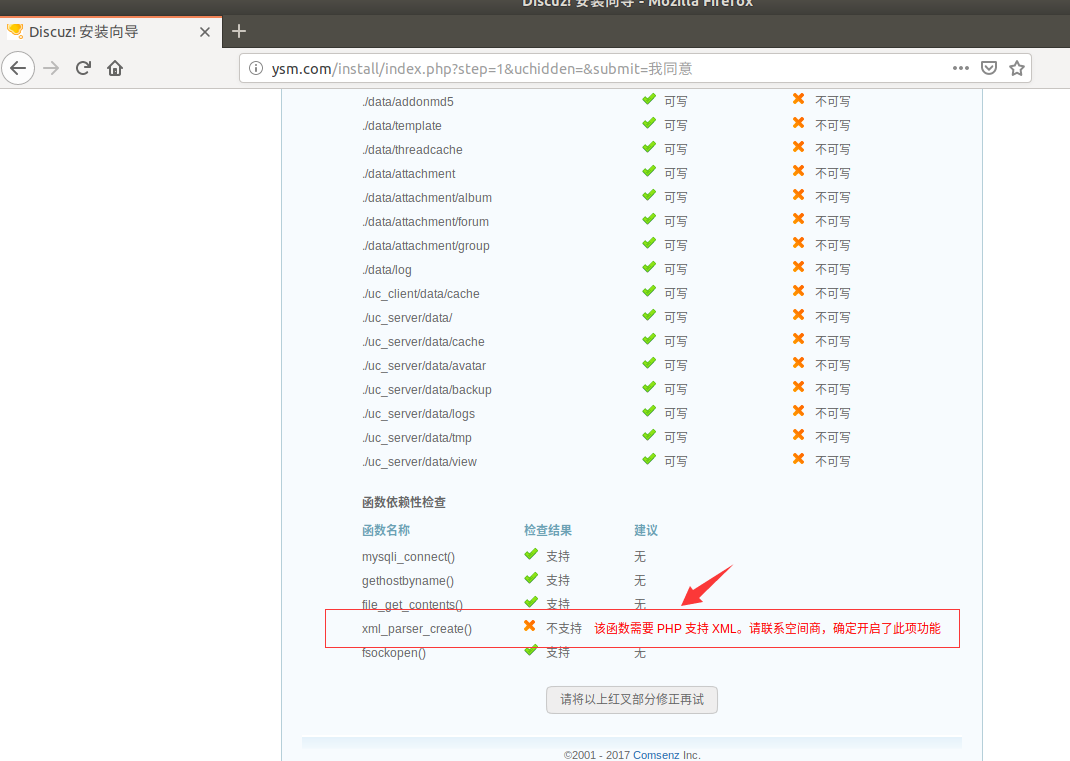 Discuz! 安装向导 - Mozilla Firefox
Discuz! 安装向导
ysm.com/install/index.php?step=1&uchidden=&submit=我同意
./data/addonmd5 可写 不可写
./data/template 可写 不可写
./data/threadcache 可写 不可写
./data/attachment 可写 不可写
./data/attachment/album 可写 不可写
./data/attachment/forum 可写 不可写
./data/attachment/group 可写 不可写
./data/log 可写 不可写
./uc_client/data/cache 可写 不可写
./uc_server/data/ 可写 不可写
./uc_server/data/cache 可写 不可写
./uc_server/data/avatar 可写 不可写
./uc_server/data/backup 可写 不可写
./uc_server/data/logs 可写 不可写
./uc_server/data/tmp 可写 不可写
./uc_server/data/view 可写 不可写
函数依赖性检查
函数名称 检查结果 建议
mysqli_connect() 支持 无
gethostbyname() 支持 无
file_get_contents() 支持 无
xml_parser_create() 不支持 该函数需要 PHP 支持 XML。请联系空间商，确定开启了此项功能
fsockopen() 支持 无
请将以上红叉部分修正再试
©2001 - 2017 Comsenz Inc.